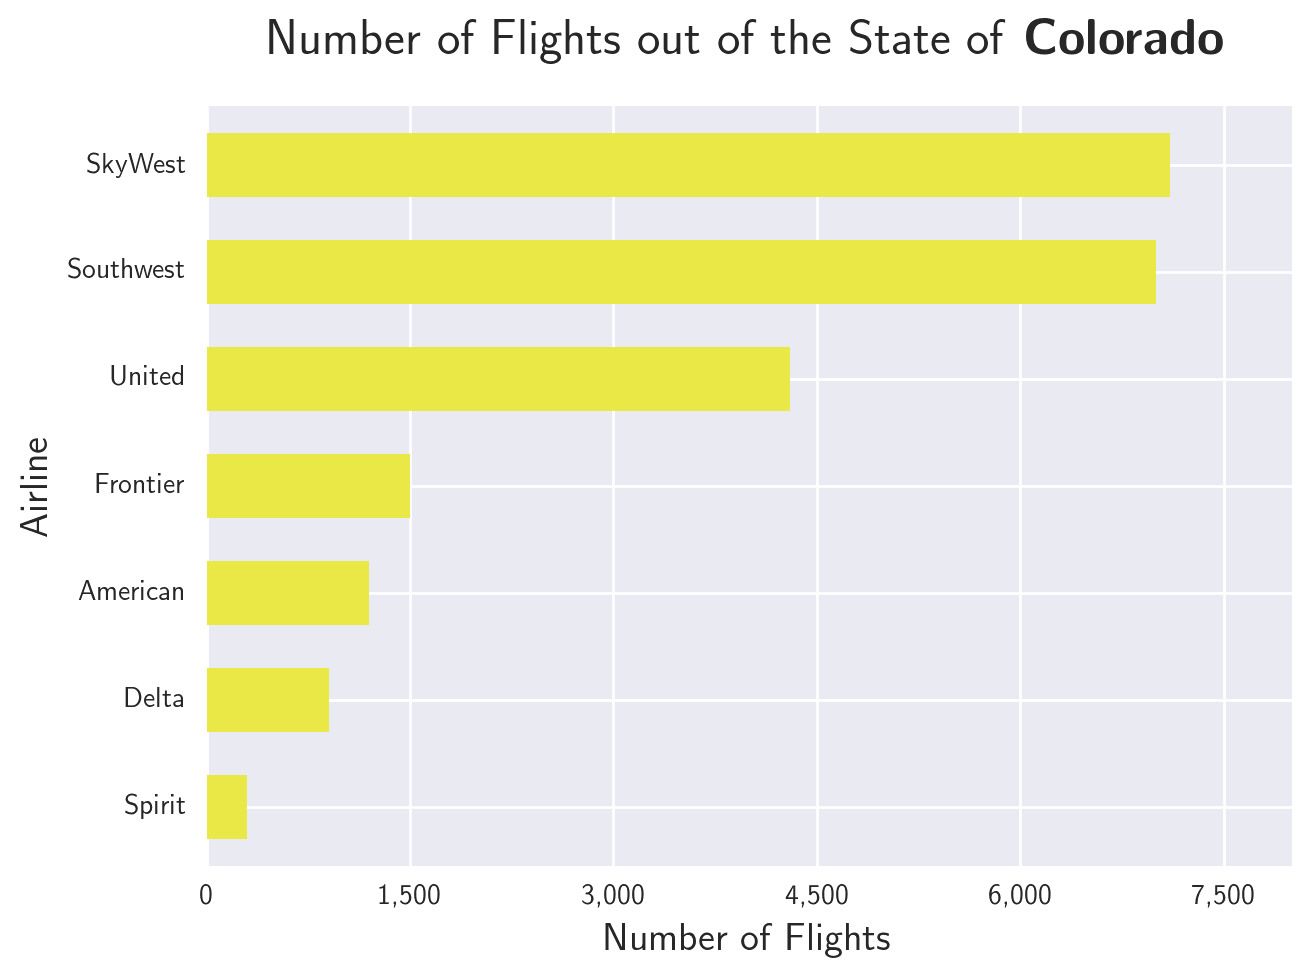 Number of Flights out of the State of Colorado
SkyWest
Southwest
United
Frontier
American
Delta
Spirit
Airline
0 1,500 3,000 4,500 6,000 7,500
Number of Flights